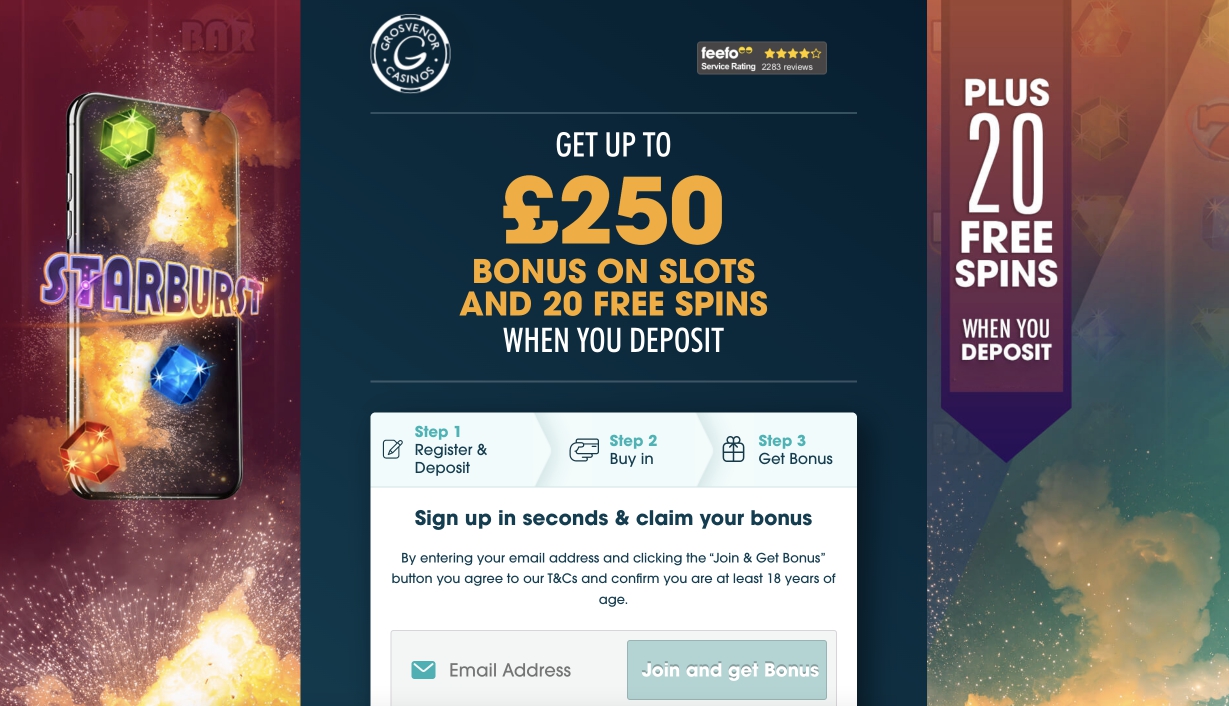 BAR
GROSVENOR
G
CASINOS
feefo
Service Rating 2283 reviews
GET UP TO
£250
BONUS ON SLOTS
AND 20 FREE SPINS
WHEN YOU DEPOSIT
STARBURST™
PLUS
20
FREE
SPINS
WHEN YOU
DEPOSIT
Step 1
Register &
Deposit
Step 2
Buy in
Step 3
Get Bonus
Sign up in seconds & claim your bonus
By entering your email address and clicking the “Join & Get Bonus”
button you agree to our T&Cs and confirm you are at least 18 years of
age.
Email Address
Join and get Bonus